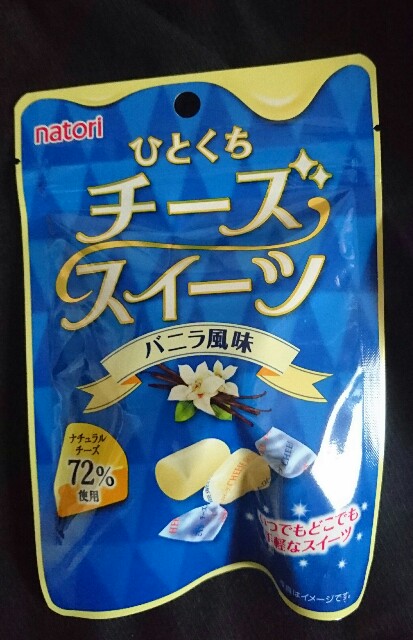 natori
ひとくち
チーズ
スイーツ
バニラ風味
ナチュラル
チーズ
72%
使用
CHEE
CHEE
いつでもどこでも
手軽なスイーツ
はイメージです。